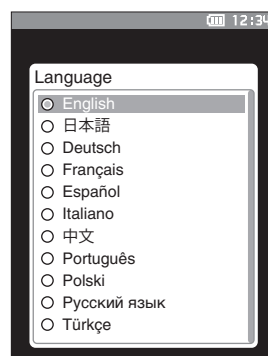 12:34
Language
English
日本語
Deutsch
Français
Español
Italiano
中文
Português
Polski
Русский язык
Türkçe